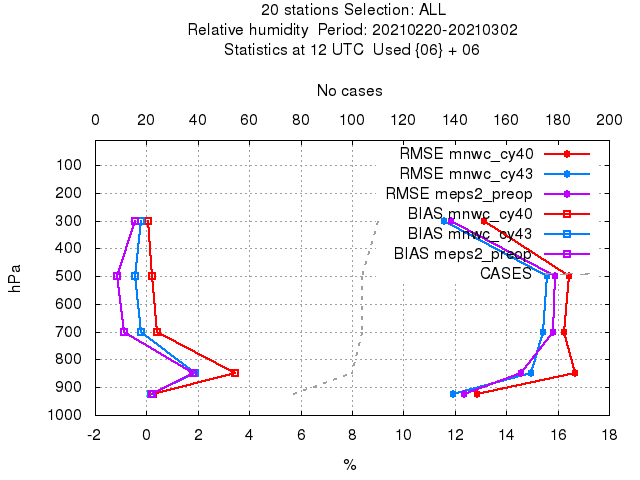 20 stations Selection: ALL
Relative humidity  Period: 20210220-20210302
Statistics at 12 UTC  Used {06} + 06
No cases
0 20 40 60 80 100 120 140 160 180 200
100
200
300
400
500
600
700
800
900
1000
hPa
RMSE mnwc_cy40
RMSE mnwc_cy43
RMSE meps2_preop
BIAS mnwc_cy40
BIAS mnwc_cy43
BIAS meps2_preop
CASES
-2 0 2 4 6 8 10 12 14 16 18
%